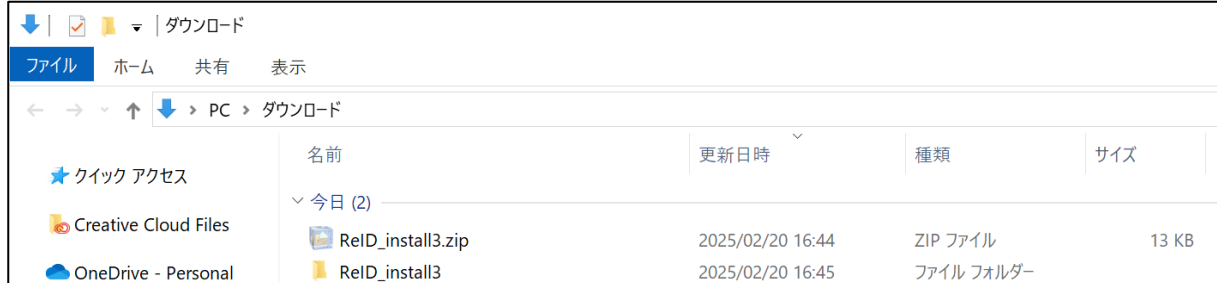 ダウンロード
ファイル ホーム 共有 表示
PC ダウンロード
名前 更新日時 種類 サイズ
クイック アクセス
今日 (2)
Creative Cloud Files
ReID_install3.zip 2025/02/20 16:44 ZIP ファイル 13 KB
OneDrive - Personal
ReID_install3 2025/02/20 16:45 ファイル フォルダー